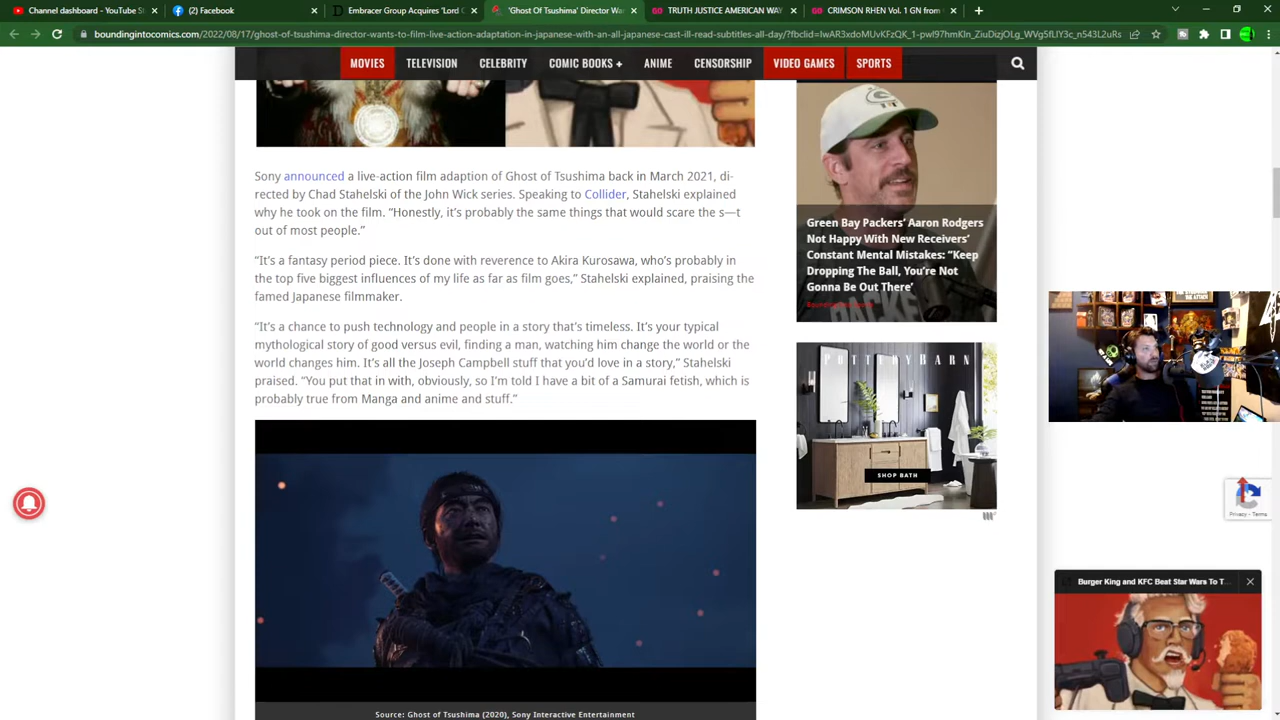 Channel dashboard - YouTube St
(2) Facebook
Embracer Group Acquires 'Lord C
'Ghost Of Tsushima' Director Wan
TRUTH JUSTICE AMERICAN WAY
CRIMSON RHEN Vol. 1 GN from
boundingintocomics.com/2022/08/17/ghost-of-tsushima-director-wants-to-film-live-action-adaptation-in-japanese-with-an-all-japanese-cast-ill-read-subtitles-all-day/?fbclid=
MOVIES TELEVISION CELEBRITY COMIC BOOKS + ANIME CENSORSHIP VIDEO GAMES SPORTS
Sony announced a live-action film adaption of Ghost of Tsushima back in March 2021, di-
rected by Chad Stahelski of the John Wick series. Speaking to Collider, Stahelski explained
why he took on the film. “Honestly, it’s probably the same things that would scare the s—t
out of most people.”
“It’s a fantasy period piece. It’s done with reverence to Akira Kurosawa, who’s probably in
the top five biggest influences of my life as far as film goes,” Stahelski explained, praising the
famed Japanese filmmaker.
“It’s a chance to push technology and people in a story that’s timeless. It’s your typical
mythological story of good versus evil, finding a man, watching him change the world or the
world changes him. It’s all the Joseph Campbell stuff that you’d love in a story,” Stahelski
praised. “You put that in with, obviously, so I’m told I have a bit of a Samurai fetish, which is
probably true from Manga and anime and stuff.”
Source: Ghost of Tsushima (2020), Sony Interactive Entertainment
Green Bay Packers’ Aaron Rodgers
Not Happy With New Receivers’
Constant Mental Mistakes: “Keep
Dropping The Ball, You’re Not
Gonna Be Out There’
POTTERY BARN
SHOP BATH
Privacy - Terms
Burger King and KFC Beat Star Wars To T...